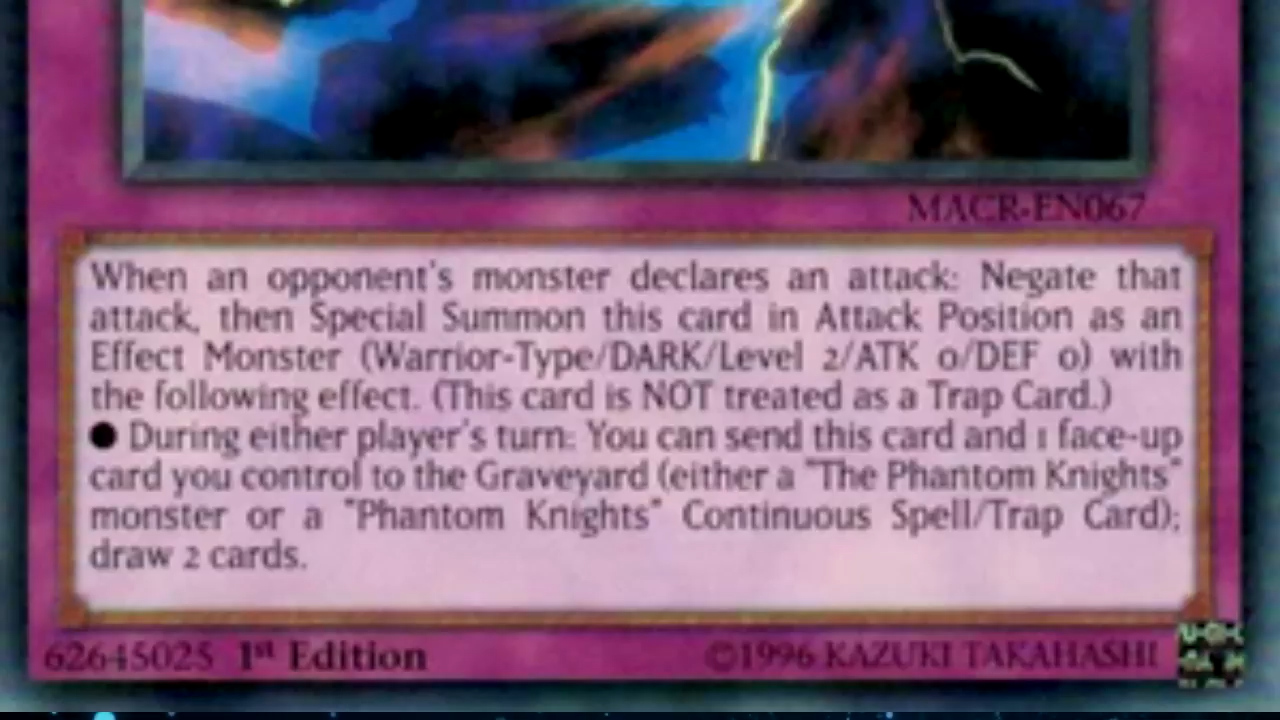 MACR-EN067
When an opponent's monster declares an attack: Negate that
attack, then Special Summon this card in Attack Position as an
Effect Monster (Warrior-Type/DARK/Level 2/ATK 0/DEF 0) with
the following effect. (This card is NOT treated as a Trap Card.)
● During either player's turn: You can send this card and 1 face-up
card you control to the Graveyard (either a "The Phantom Knights"
monster or a "Phantom Knights" Continuous Spell/Trap Card);
draw 2 cards.
62645025 1st Edition ©1996 KAZUKI TAKAHASHI